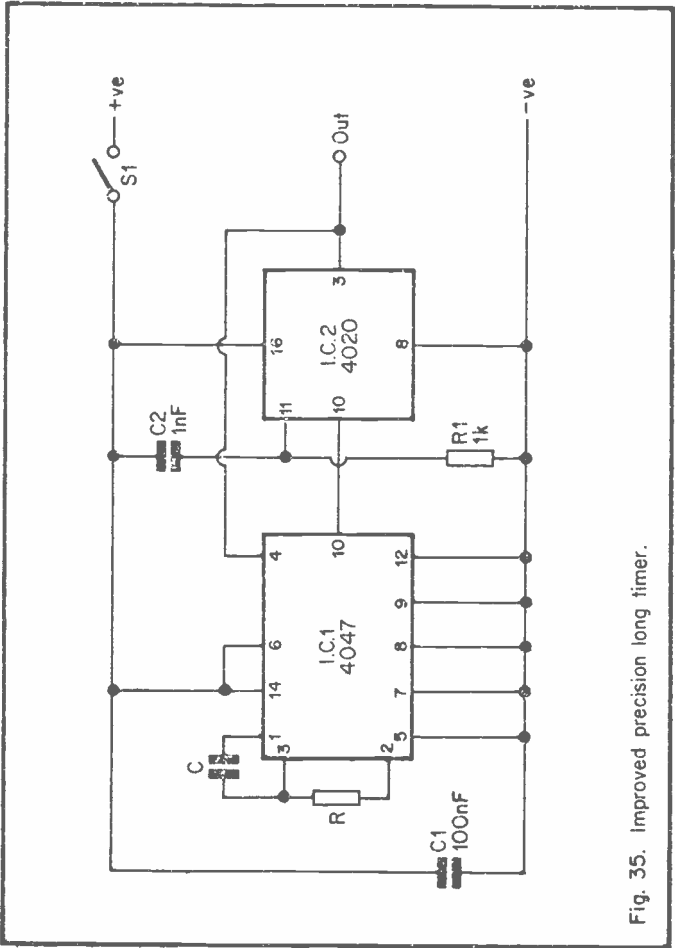 +ve
S1
C2
1nF
Out
C
1
3
R
2
14
6
4
I.C.1
4047
10
5
7
8
9
12
11
16
10
I.C.2
4020
3
8
R1
1k
C1
100nF
-ve
Fig. 35. Improved precision long timer.